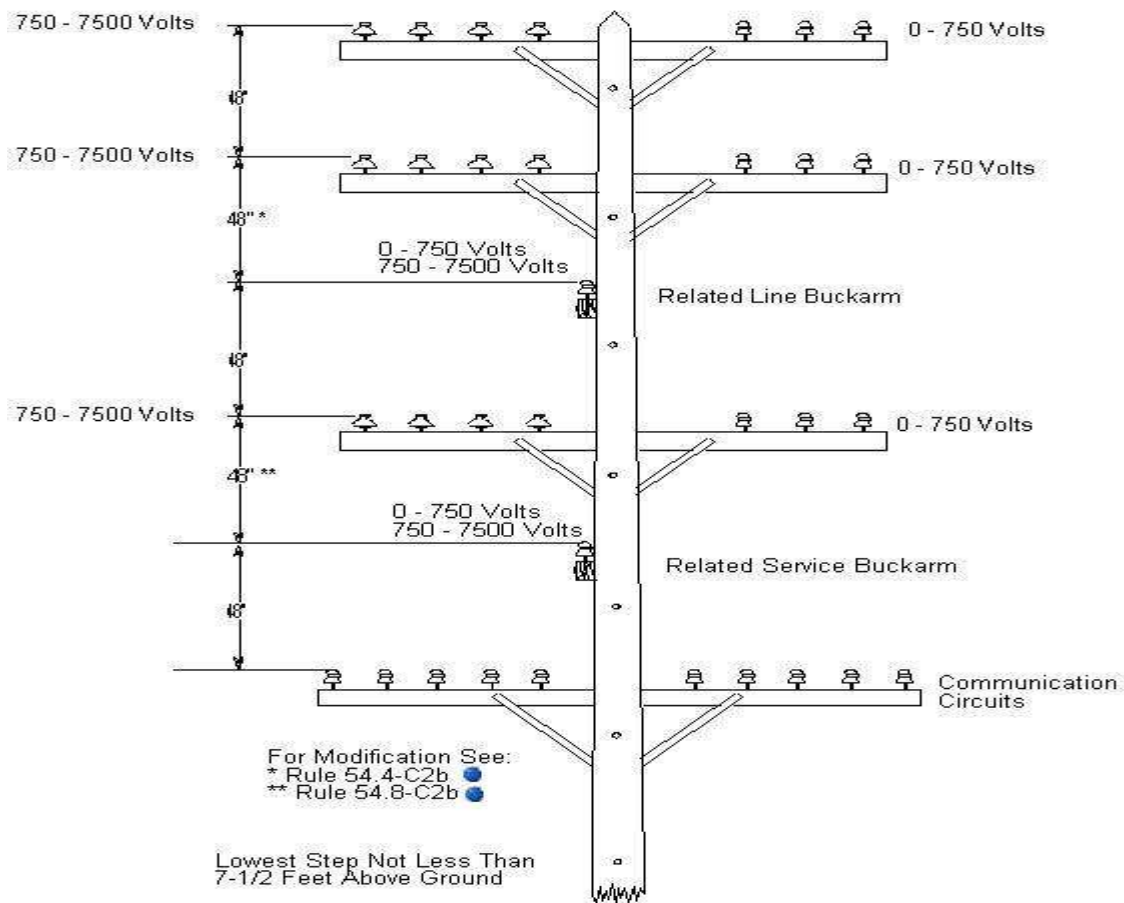 750 - 7500 Volts
0 - 750 Volts
48"
750 - 7500 Volts
0 - 750 Volts
48" *
0 - 750 Volts
750 - 7500 Volts
Related Line Buckarm
48"
750 - 7500 Volts
0 - 750 Volts
48" **
0 - 750 Volts
750 - 7500 Volts
Related Service Buckarm
48"
Communication
Circuits
For Modification See:
* Rule 54.4-C2b
** Rule 54.8-C2b
Lowest Step Not Less Than
7-1/2 Feet Above Ground